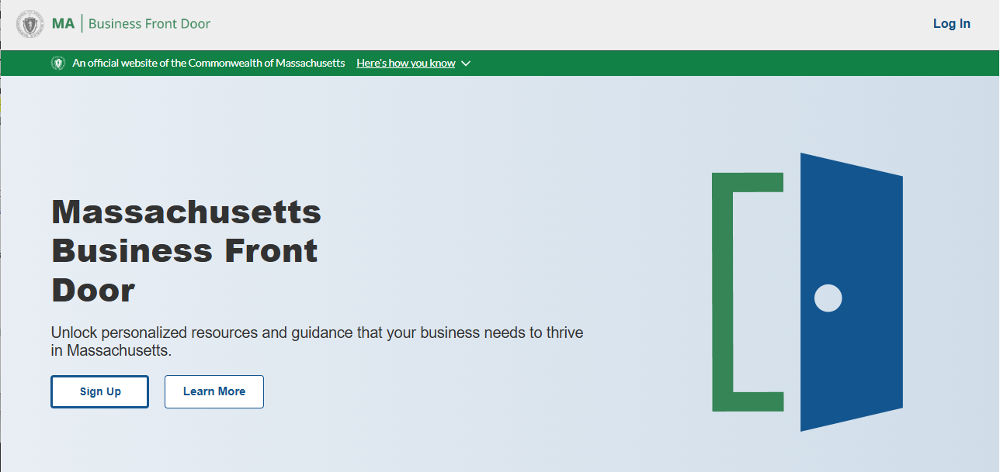 MA | Business Front Door
Log In
An official website of the Commonwealth of Massachusetts Here's how you know
Massachusetts
Business Front
Door
Unlock personalized resources and guidance that your business needs to thrive
in Massachusetts.
Sign Up
Learn More